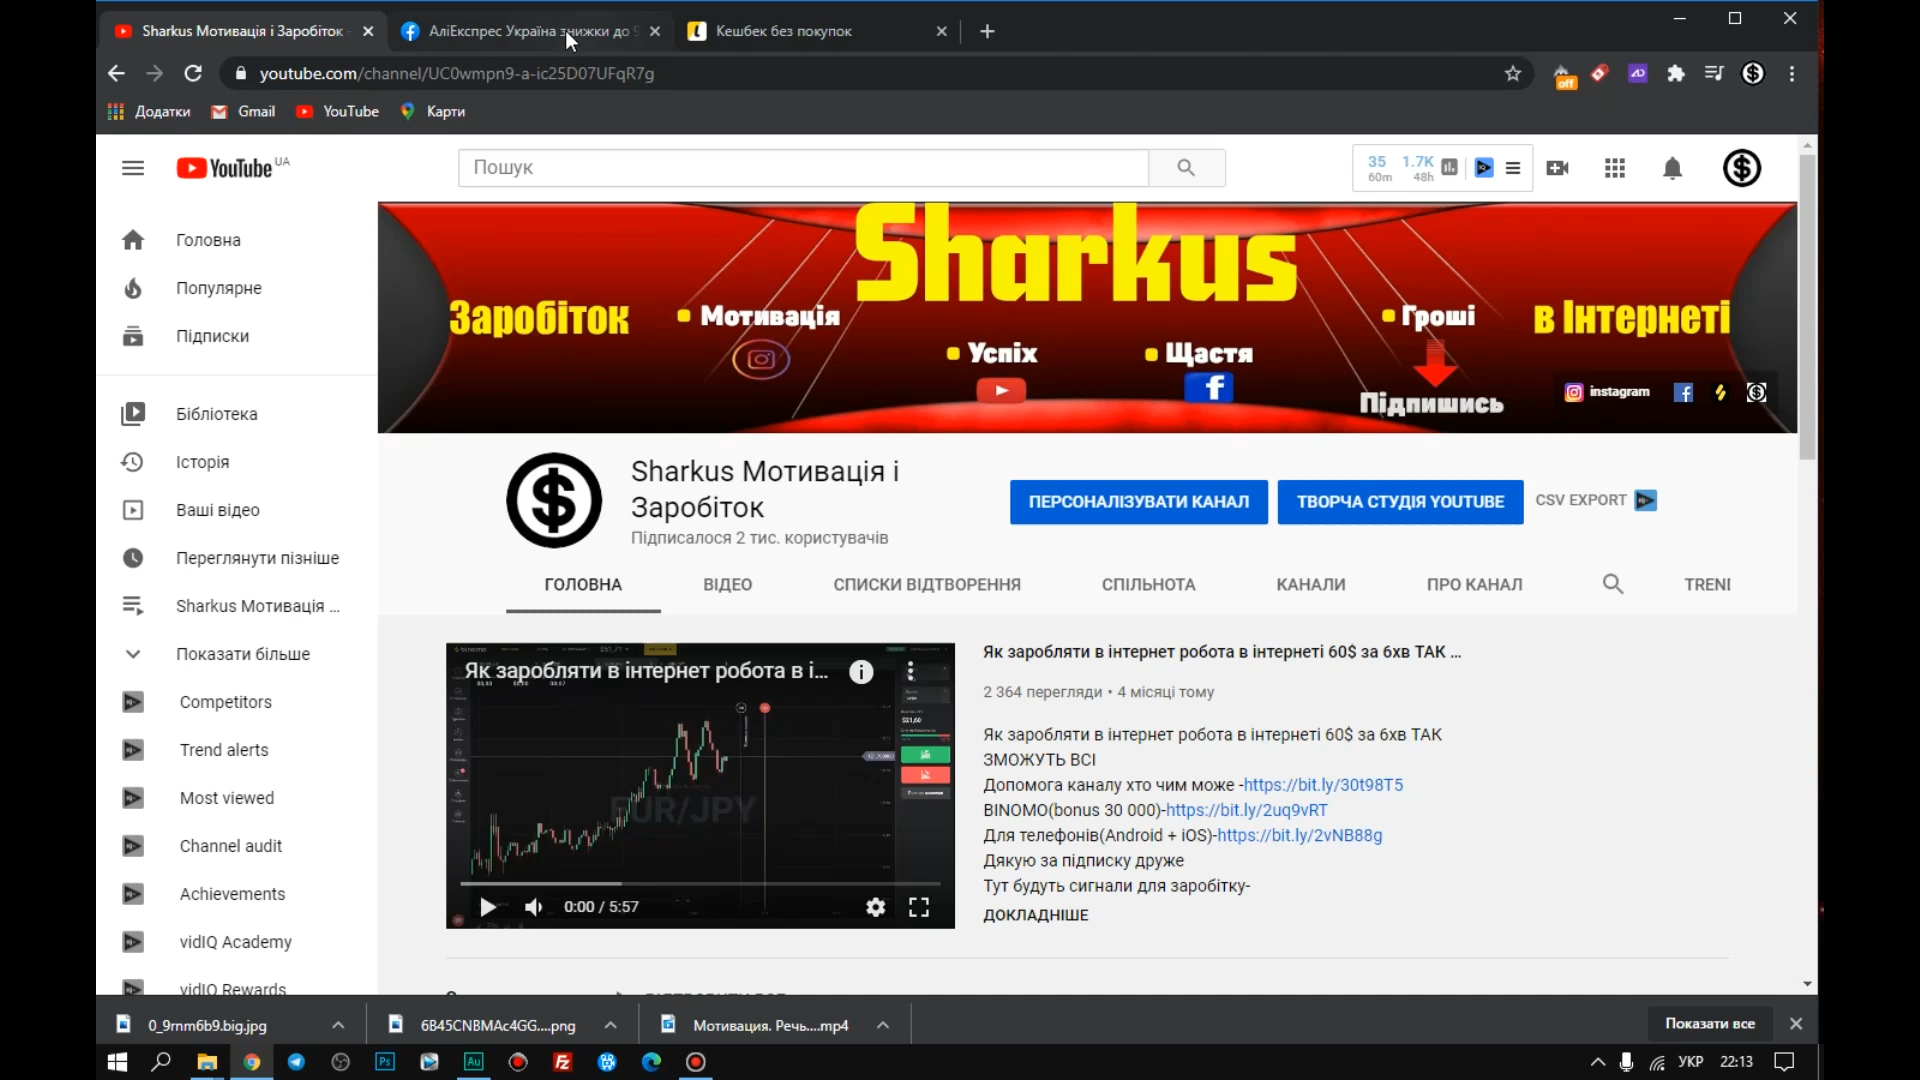 Sharkus Мотивація і Заробіток
АліЕкспрес Україна знижки до 9
Кешбек без покупок
youtube.com/channel/UC0wmpn9-a-ic25D07UFqR7g
off
Додатки
Gmail
YouTube
Карти
YouTube UA
Пошук
35 1.7K
60m 48h
Головна
Популярне
Підписки
Бібліотека
Історія
Ваші відео
Переглянути пізніше
Sharkus Мотивація ...
Показати більше
Competitors
Trend alerts
Most viewed
Channel audit
Achievements
vidIQ Academy
vidIQ Rewards
Sharkus
Заробіток
Мотивація
Успіх
Щастя
Гроші
в Інтернеті
Підпишись
instagram
Sharkus Мотивація і
Заробіток
Підписалося 2 тис. користувачів
ПЕРСОНАЛІЗУВАТИ КАНАЛ
ТВОРЧА СТУДІЯ YOUTUBE
CSV EXPORT
ГОЛОВНА
ВІДЕО
СПИСКИ ВІДТВОРЕННЯ
СПІЛЬНОТА
КАНАЛИ
ПРО КАНАЛ
TREND
Як заробляти в інтернет робота в і...
EUR/JPY
0:00 / 5:57
Як заробляти в інтернет робота в інтернеті 60$ за 6хв ТАК ...
2 364 перегляди • 4 місяці тому
Як заробляти в інтернет робота в інтернеті 60$ за 6хв ТАК
ЗМОЖУТЬ ВСІ
Допомога каналу хто чим може -https://bit.ly/30t98T5
BINOMO(bonus 30 000)-https://bit.ly/2uq9vRT
Для телефонів(Android + iOS)-https://bit.ly/2vNB88g
Дякую за підписку друже
Тут будуть сигнали для заробітку-
ДОКЛАДНІШЕ
0_9rnm6b9.big.jpg
6B45CNBMAc4GG....png
Мотивация. Речь....mp4
Показати все
УКР
22:13